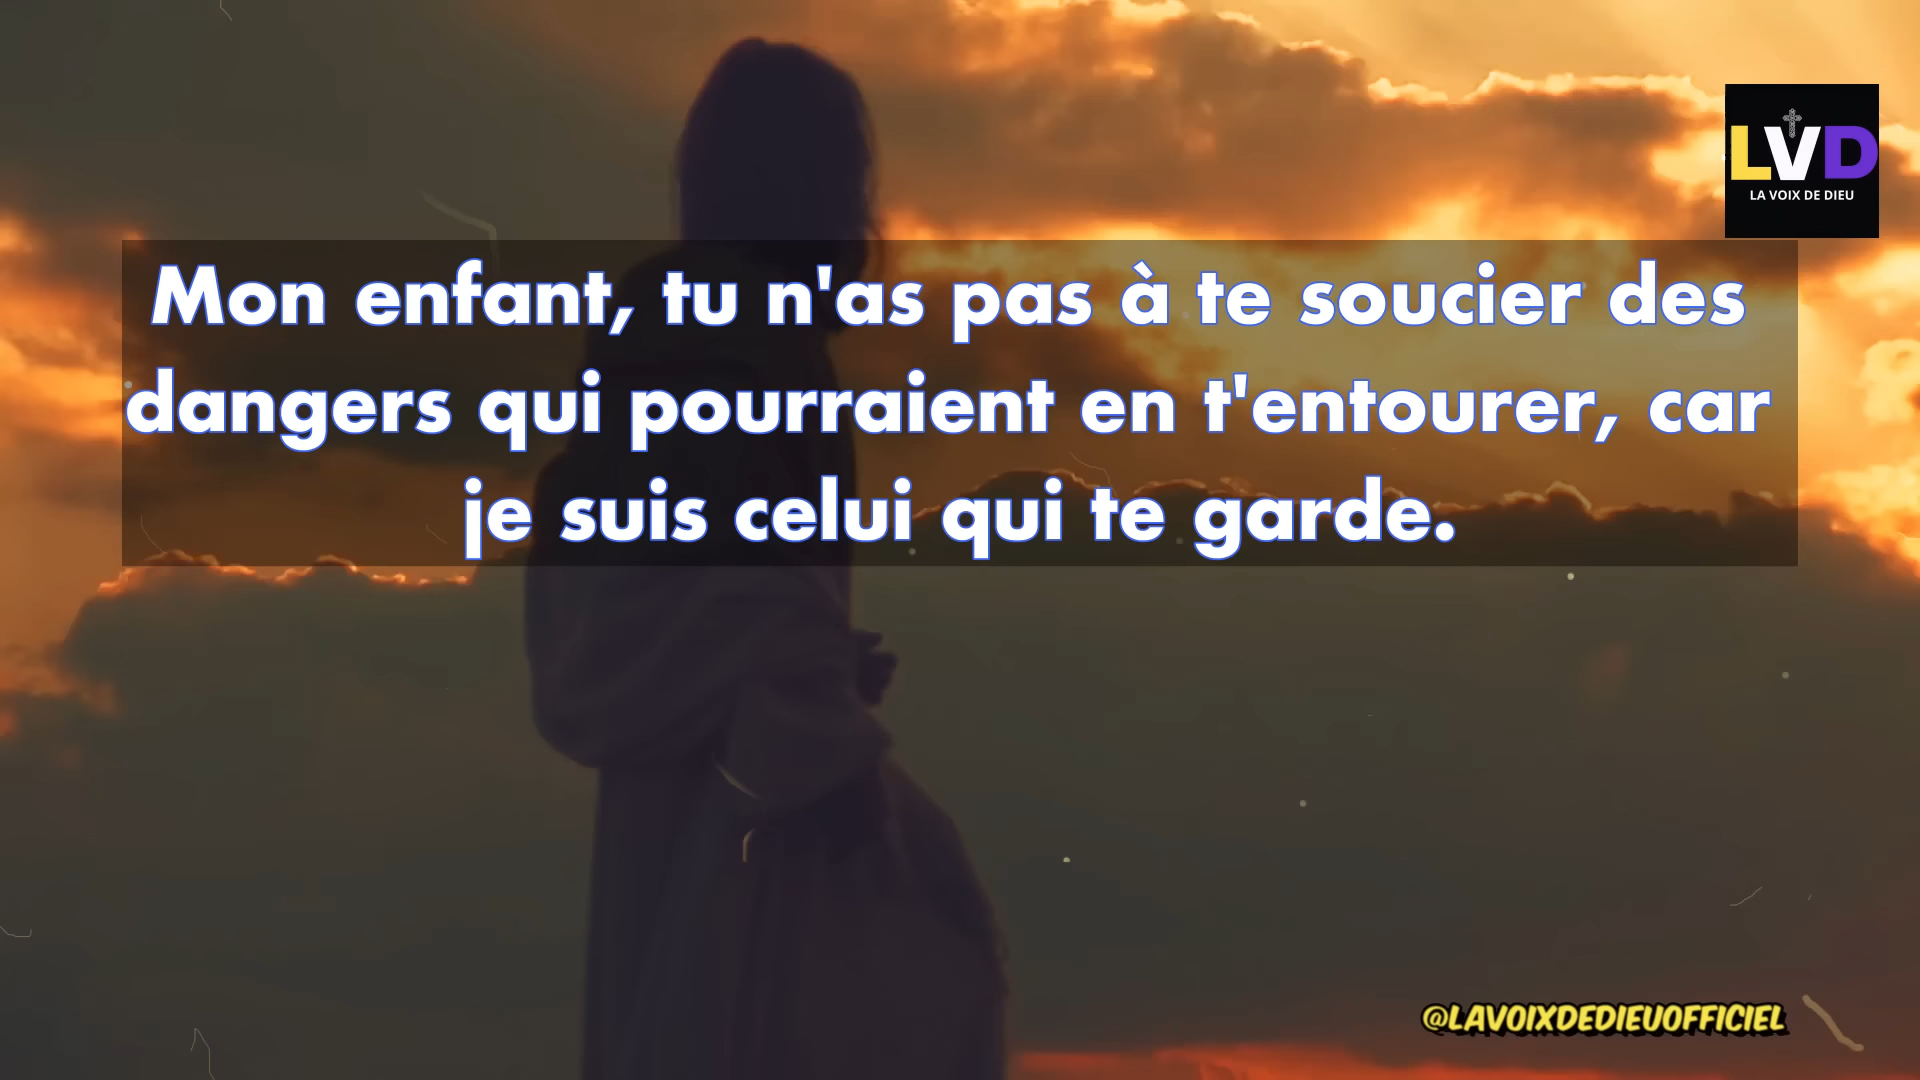 LVD
LA VOIX DE DIEU
Mon enfant, tu n'as pas à te soucier des
dangers qui pourraient en t'entourer, car
je suis celui qui te garde.
@LAVOIXDEDIEUOFFICIEL